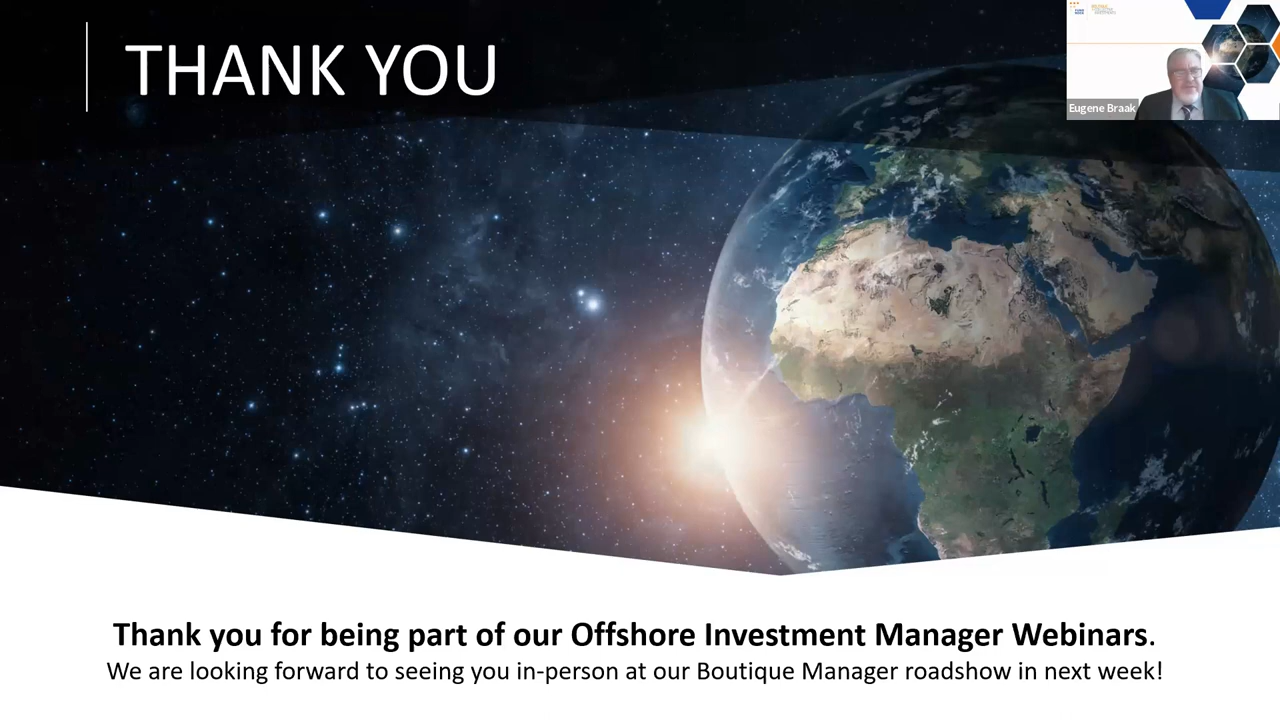 THANK YOU
Eugene Braak
Thank you for being part of our Offshore Investment Manager Webinars.
We are looking forward to seeing you in-person at our Boutique Manager roadshow in next week!